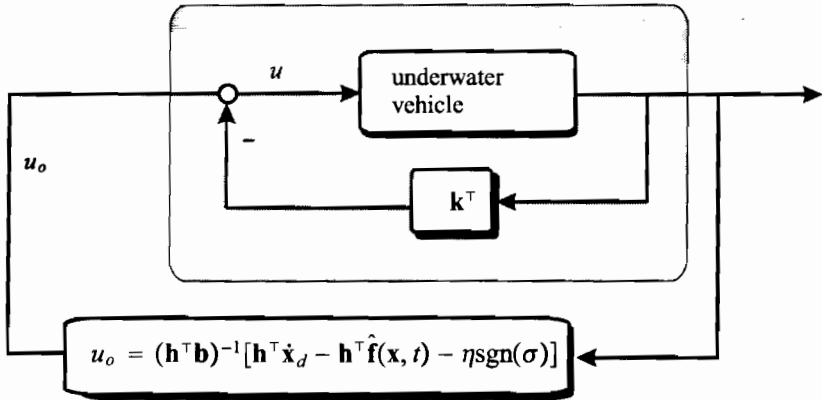 u
underwater
vehicle
−
u_o
k^⊤
u_o = (h^⊤b)^{-1}[h^⊤ẋ_d − h^⊤f̂(x, t) − ηsgn(σ)]